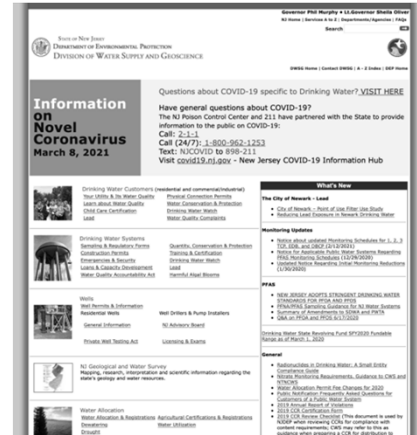 Governor Phil Murphy • Lt.Governor Sheila Oliver
NJ Home | Services A to Z | Departments/Agencies | FAQs
Search
STATE OF NEW JERSEY
DEPARTMENT OF ENVIRONMENTAL PROTECTION
DIVISION OF WATER SUPPLY AND GEOSCIENCE
DWSG Home | Contact DWSG | A - Z Index | DEP Home
Information
on
Novel
Coronavirus
March 8, 2021
Questions about COVID-19 specific to Drinking Water? VISIT HERE
Have general questions about COVID-19?
The NJ Poison Control Center and 211 have partnered with the State to provide
information to the public on COVID-19:
Call: 2-1-1
Call (24/7): 1-800-962-1253
Text: NJCOVID to 898-211
Visit covid19.nj.gov - New Jersey COVID-19 Information Hub
Drinking Water Customers (residential and commercial/industrial)
Your Utility & Its Water Quality Physical Connection Permits
Learn about Water Quality Water Conservation & Protection
Child Care Certification Drinking Water Watch
Lead Water Quality Complaints
Drinking Water Systems
Sampling & Regulatory Forms Quantity: Conservation & Protection
Construction Permits Training & Certification
Emergencies & Security Drinking Water Watch
Loans & Capacity Development Lead
Water Quality Accountability Act Harmful Algal Blooms
Wells
Well Permits & Information
Residential Wells Well Drillers & Pump Installers
General Information NJ Advisory Board
Private Well Testing Act Licensing & Exams
NJ Geological and Water Survey
Mapping, research, interpretation and scientific information regarding the
state's geology and water resources.
Water Allocation
Water Allocation & Registrations Agricultural Certifications & Registrations
Dewatering Water Utilization
Drought
What's New
The City of Newark - Lead
City of Newark - Point of Use Filter Use Study
Reducing Lead Exposure in Newark Drinking Water
Monitoring Updates
Notice about updated Monitoring Schedules for 1, 2, 3
TCP, EDB, and DBCP (2/12/2021)
Notice for Applicable Public Water Systems Regarding
PFAS Monitoring Schedules (12/29/2020)
Updated Notice Regarding Initial Monitoring Reductions
(1/30/2020)
PFAS
NEW JERSEY ADOPTS STRINGENT DRINKING WATER
STANDARDS FOR PFOA AND PFOS
PFNA/PFAS Sampling Guidance for NJ Water Systems
Summary of Amendments to SDWA and PWTA
Q&A on PFOA and PFOS 6/17/2020
Drinking Water State Revolving Fund SFY2020 Fundable
Range as of March 1, 2020
General
Radionuclides in Drinking Water: A Small Entity
Compliance Guide
Nitrate Monitoring Requirements, Guidance to CWS and
NTNCWS
Water Allocation Permit Fee Changes for 2020
Public Notification Frequently Asked Questions for
Customers of a Public Water System
2019 Annual Report of Violations
2019 CCR Certification Form
2019 CCR Review Checklist (This document is used by
NJDEP when reviewing CCRs for compliance with
content requirements; CWS may refer to this as
guidance when preparing a CCR for distribution to